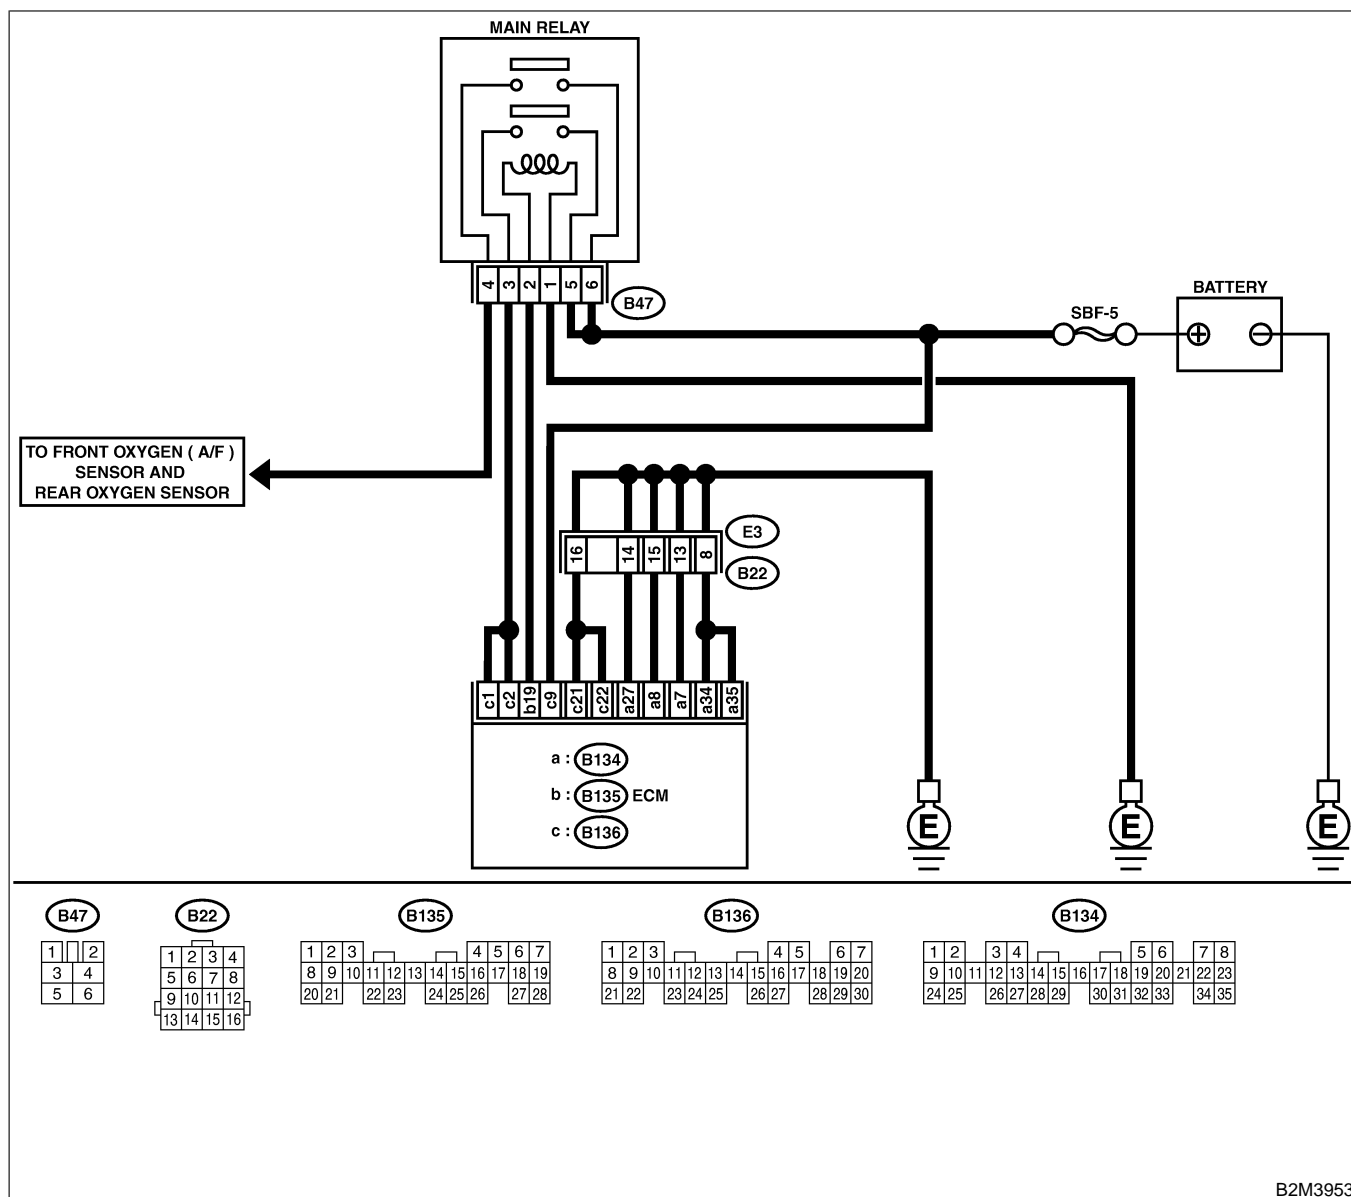 MAIN RELAY
4 3 2 1 5 6
B47
SBF-5
BATTERY
TO FRONT OXYGEN ( A/F )
SENSOR AND
REAR OXYGEN SENSOR
E3
16 14 15 13 8
B22
c1 c2 b19 c9 c21 c22 a27 a8 a7 a34 a35
a : B134
b : B135 ECM
c : B136
E E E
B47 B22 B135 B136 B134
1 2
3 4
5 6
1 2 3 4
5 6 7 8
9 10 11 12
13 14 15 16
1 2 3 4 5 6 7
8 9 10 11 12 13 14 15 16 17 18 19
20 21 22 23 24 25 26 27 28
1 2 3 4 5 6 7
8 9 10 11 12 13 14 15 16 17 18 19 20
21 22 23 24 25 26 27 28 29 30
1 2 3 4 5 6 7 8
9 10 11 12 13 14 15 16 17 18 19 20 21 22 23
24 25 26 27 28 29 30 31 32 33 34 35
B2M3953